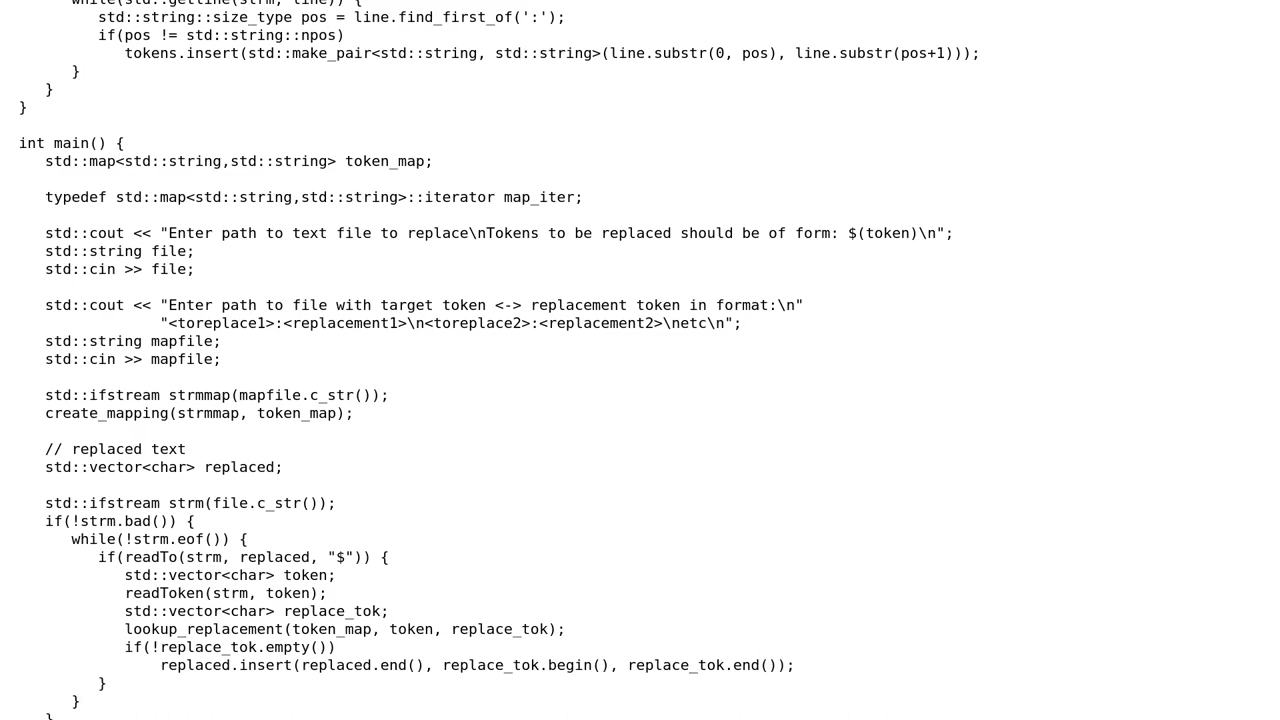 while(std::getline(strm, line)) {
std::string::size_type pos = line.find_first_of(':');
if(pos != std::string::npos)
tokens.insert(std::make_pair<std::string, std::string>(line.substr(0, pos), line.substr(pos+1)));
}
}
}
int main() {
std::map<std::string,std::string> token_map;
typedef std::map<std::string,std::string>::iterator map_iter;
std::cout << "Enter path to text file to replace\nTokens to be replaced should be of form: $(token)\n";
std::string file;
std::cin >> file;
std::cout << "Enter path to file with target token <-> replacement token in format:\n"
"<toreplace1>:<replacement1>\n<toreplace2>:<replacement2>\netc\n";
std::string mapfile;
std::cin >> mapfile;
std::ifstream strmmap(mapfile.c_str());
create_mapping(strmmap, token_map);
// replaced text
std::vector<char> replaced;
std::ifstream strm(file.c_str());
if(!strm.bad()) {
while(!strm.eof()) {
if(readTo(strm, replaced, "$")) {
std::vector<char> token;
readToken(strm, token);
std::vector<char> replace_tok;
lookup_replacement(token_map, token, replace_tok);
if(!replace_tok.empty())
replaced.insert(replaced.end(), replace_tok.begin(), replace_tok.end());
}
}
}